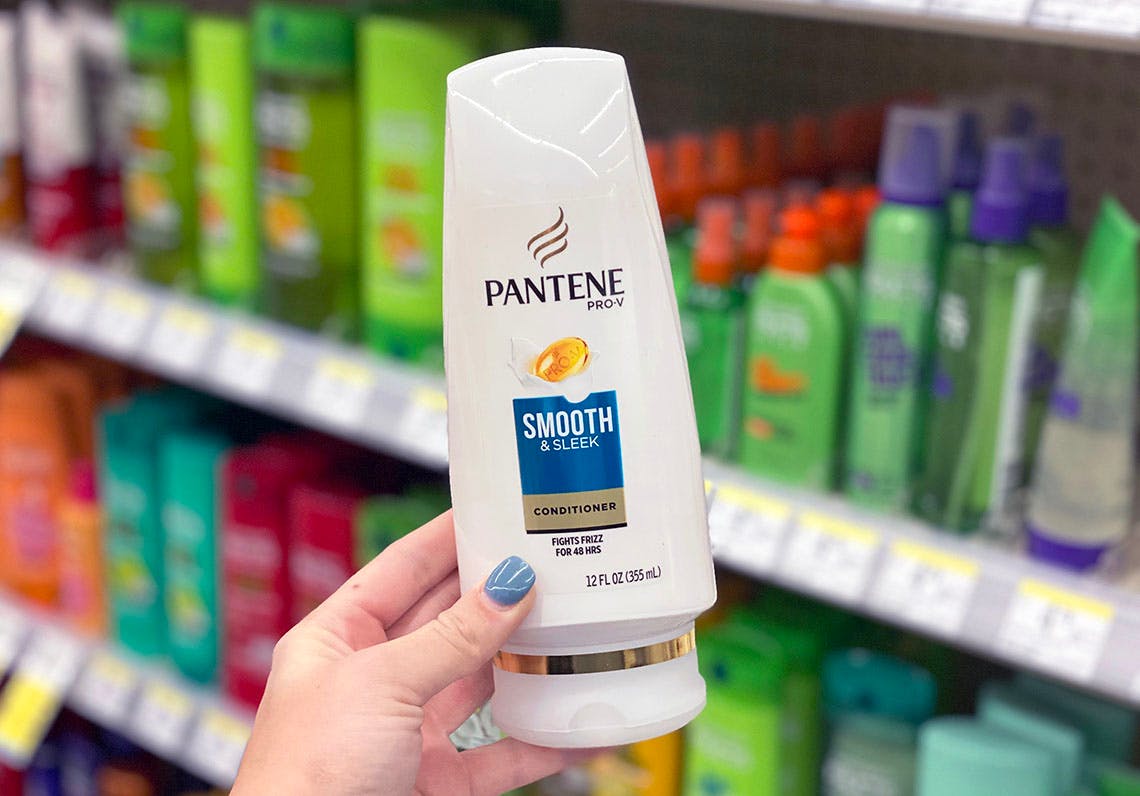 PANTENE
PRO-V
PRO-V
SMOOTH
& SLEEK
CONDITIONER
FIGHTS FRIZZ
FOR 48 HRS
12 FL OZ (355 mL)